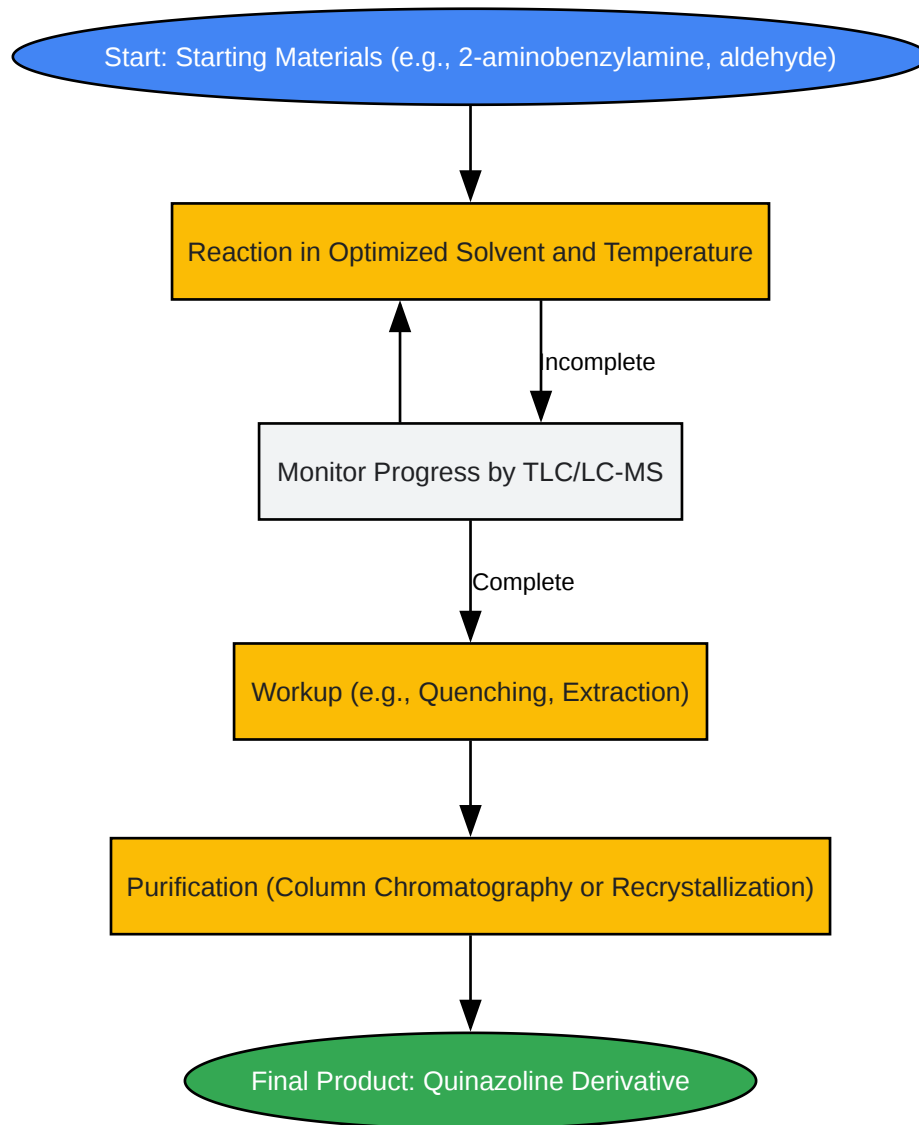 Start: Starting Materials (e.g., 2-aminobenzylamine, aldehyde)
Reaction in Optimized Solvent and Temperature
Incomplete
Monitor Progress by TLC/LC-MS
Complete
Workup (e.g., Quenching, Extraction)
Purification (Column Chromatography or Recrystallization)
Final Product: Quinazoline Derivative